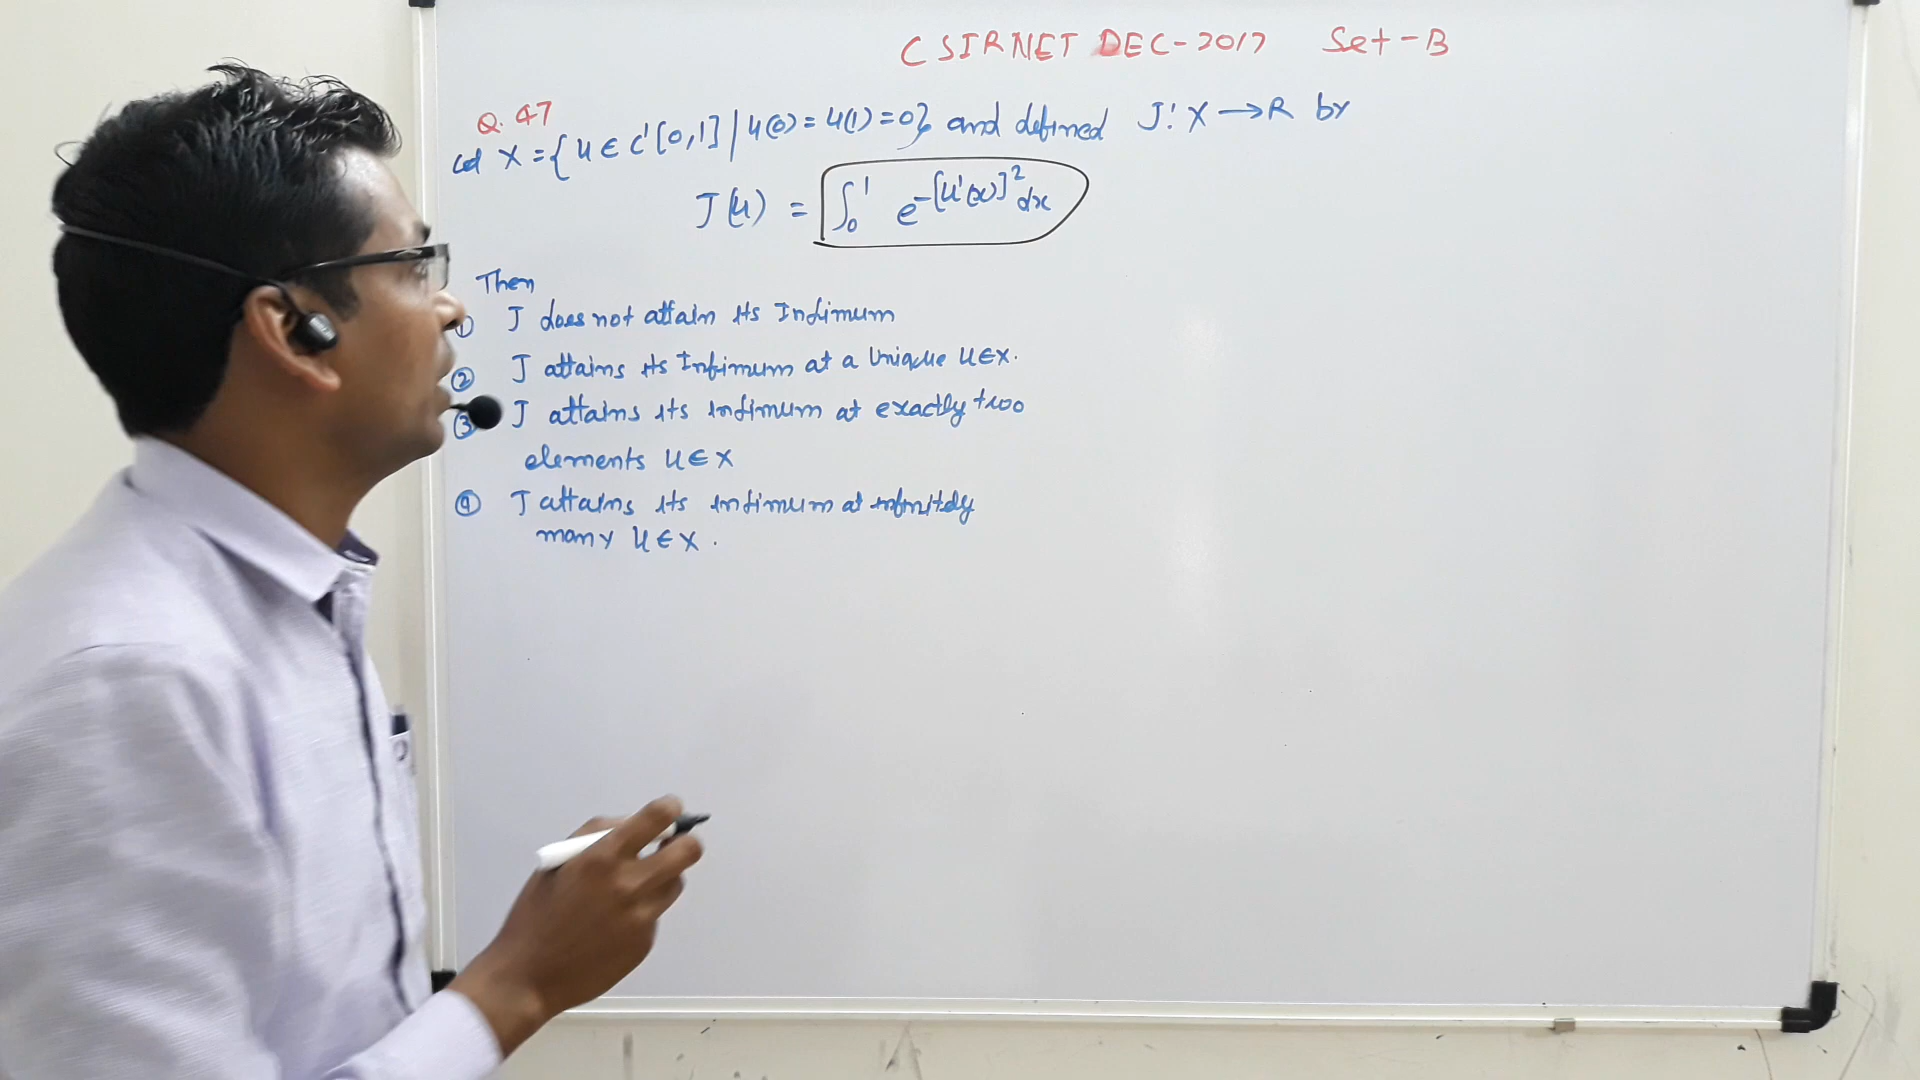 CSIRNET DEC-2017 Set-B
Q.47
Let X = {u ∈ C'[0,1] / u(0) = u(1) = 0} and defined J: X → R by
J(u) = ∫₀¹ e^{-[u'(x)]²} dx
Then
① J does not attain its Infimum
② J attains its Infimum at a Unique u∈X.
③ J attains its infimum at exactly two
elements u∈X
④ J attains its infimum at infinitely
many u∈X.